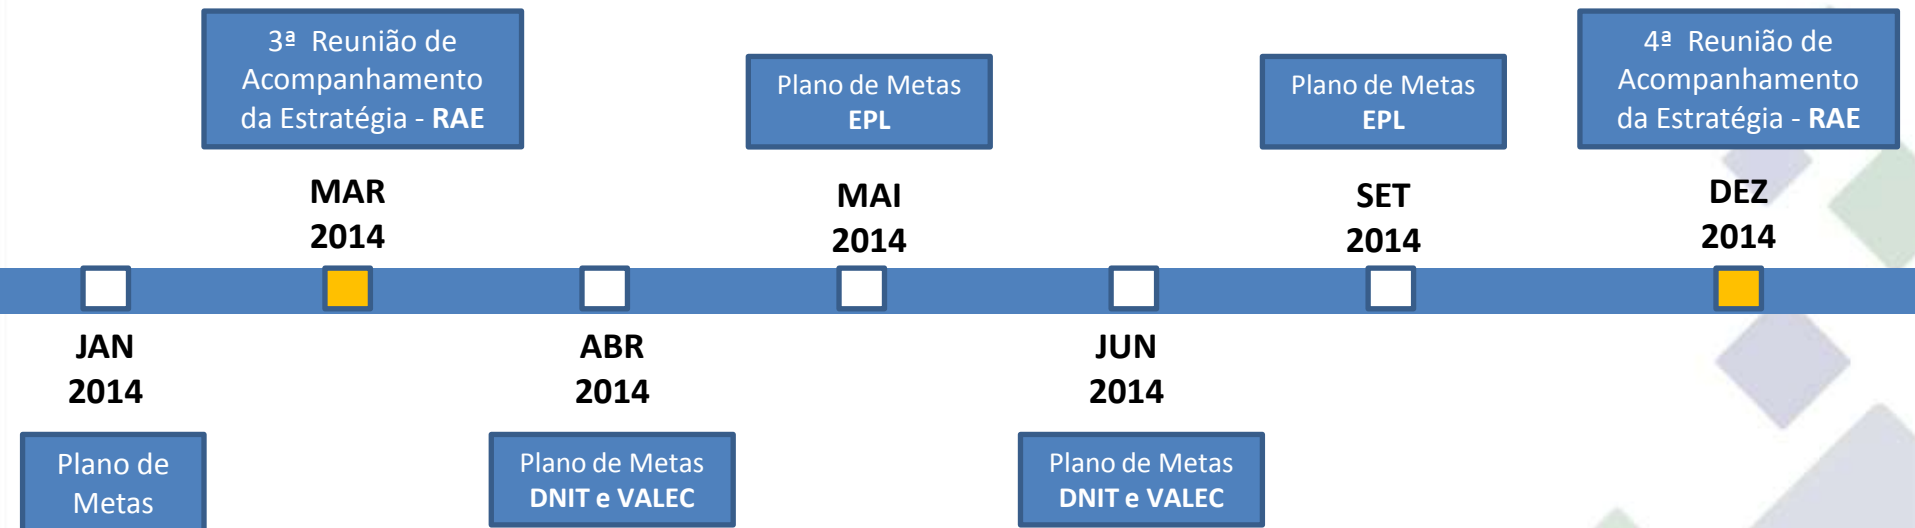 3ª Reunião de
Acompanhamento
da Estratégia - RAE
Plano de Metas
EPL
Plano de Metas
EPL
4ª Reunião de
Acompanhamento
da Estratégia - RAE
MAR
2014
MAI
2014
SET
2014
DEZ
2014
JAN
2014
ABR
2014
JUN
2014
Plano de
Metas
Plano de Metas
DNIT e VALEC
Plano de Metas
DNIT e VALEC